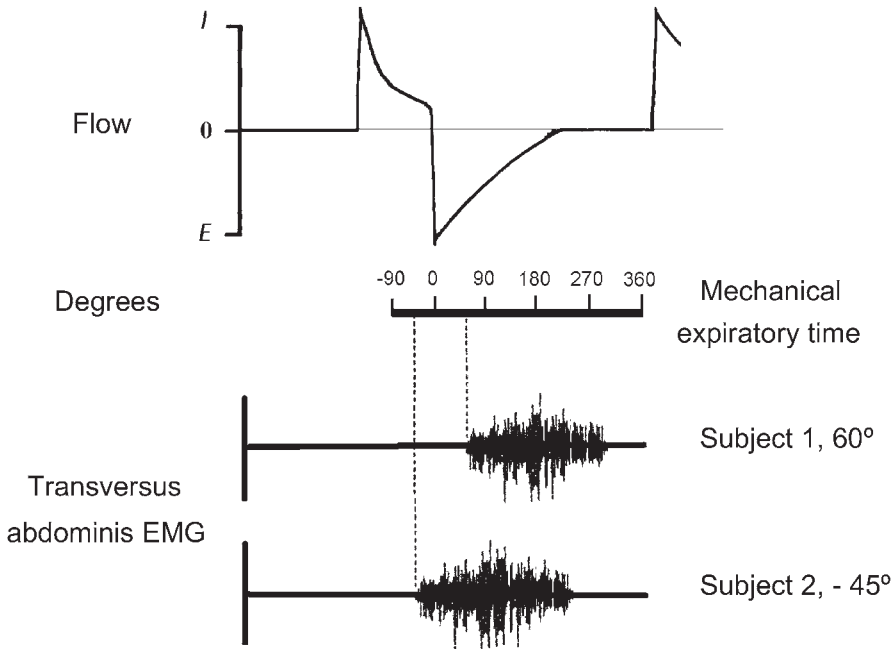 I
Flow
0
E
-90 0 90 180 270 360
Degrees
Mechanical
expiratory time
Subject 1, 60º
Transversus
abdominis EMG
Subject 2, - 45º